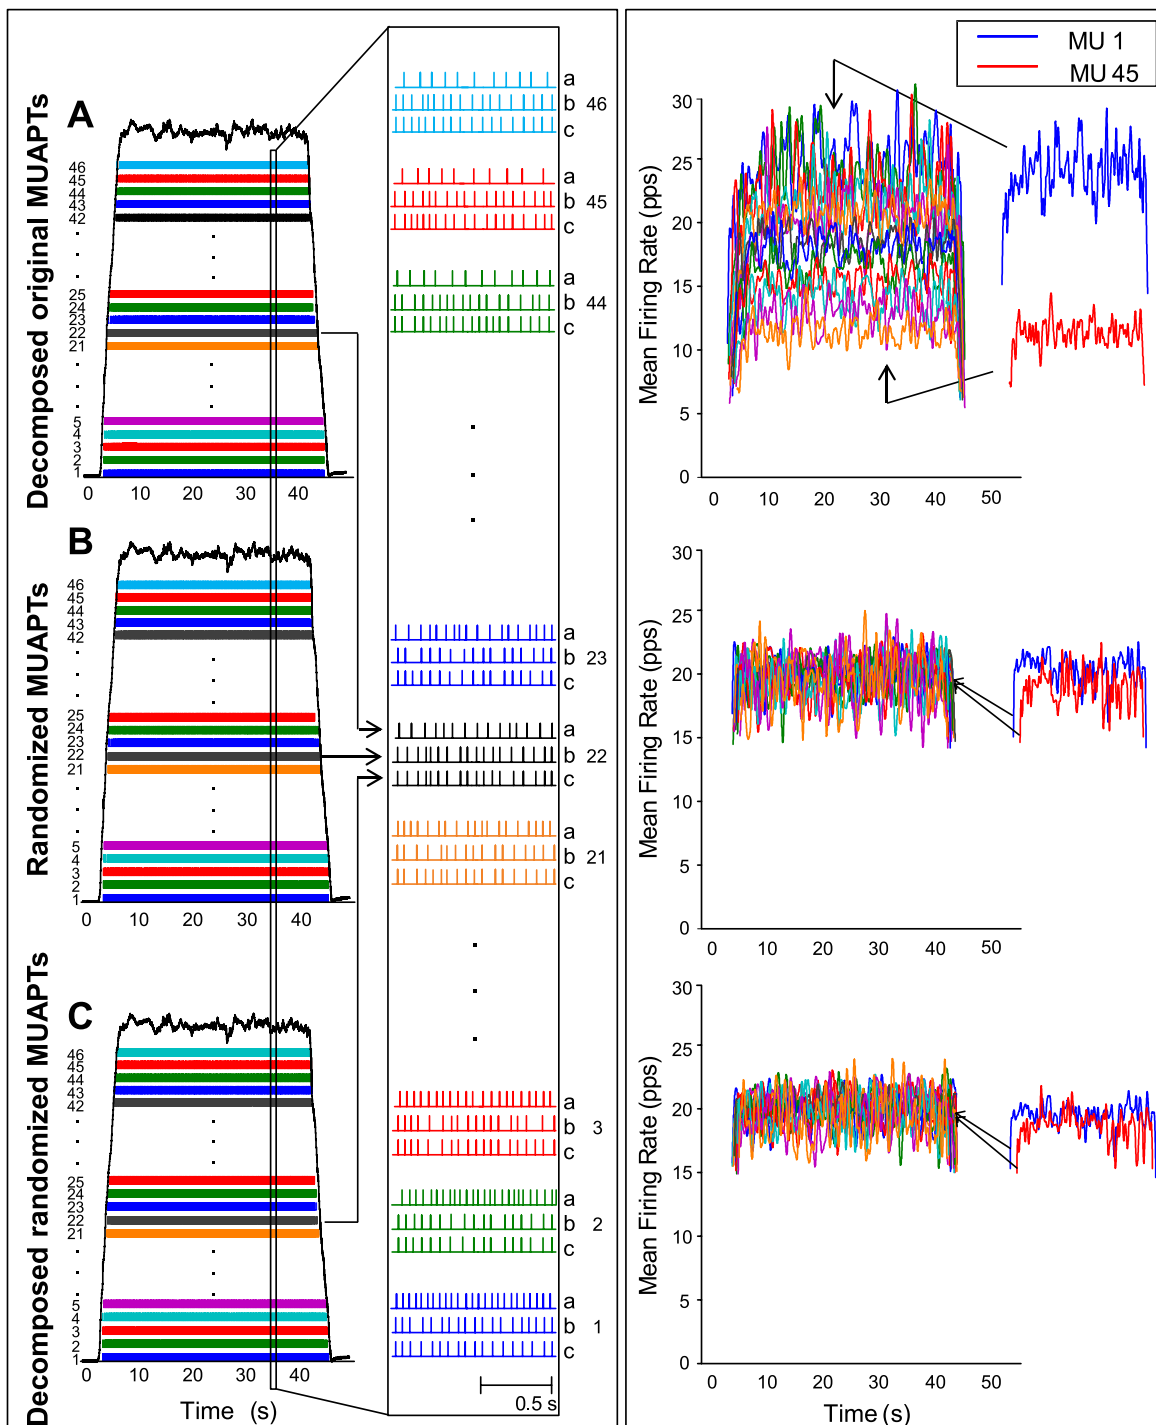 A
Decomposed original MUAPTs
46
45
44
43
42
25
24
23
22
21
5
4
3
2
1
0 10 20 30 40
B
Randomized MUAPTs
46
45
44
43
42
25
24
23
22
21
5
4
3
2
1
0 10 20 30 40
C
Decomposed randomized MUAPTs
46
45
44
43
42
25
24
23
22
21
5
4
3
2
1
0 10 20 30 40
Time (s)
a
b 46
c
a
b 45
c
a
b 44
c
a
b 23
c
a
b 22
c
a
b 21
c
a
b 3
c
a
b 2
c
a
b 1
c
0.5 s
MU 1
MU 45
Mean Firing Rate (pps)
30
25
20
15
10
5
0
0 10 20 30 40 50
Mean Firing Rate (pps)
30
25
20
15
10
5
0
0 10 20 30 40 50
Mean Firing Rate (pps)
30
25
20
15
10
5
0
0 10 20 30 40 50
Time (s)